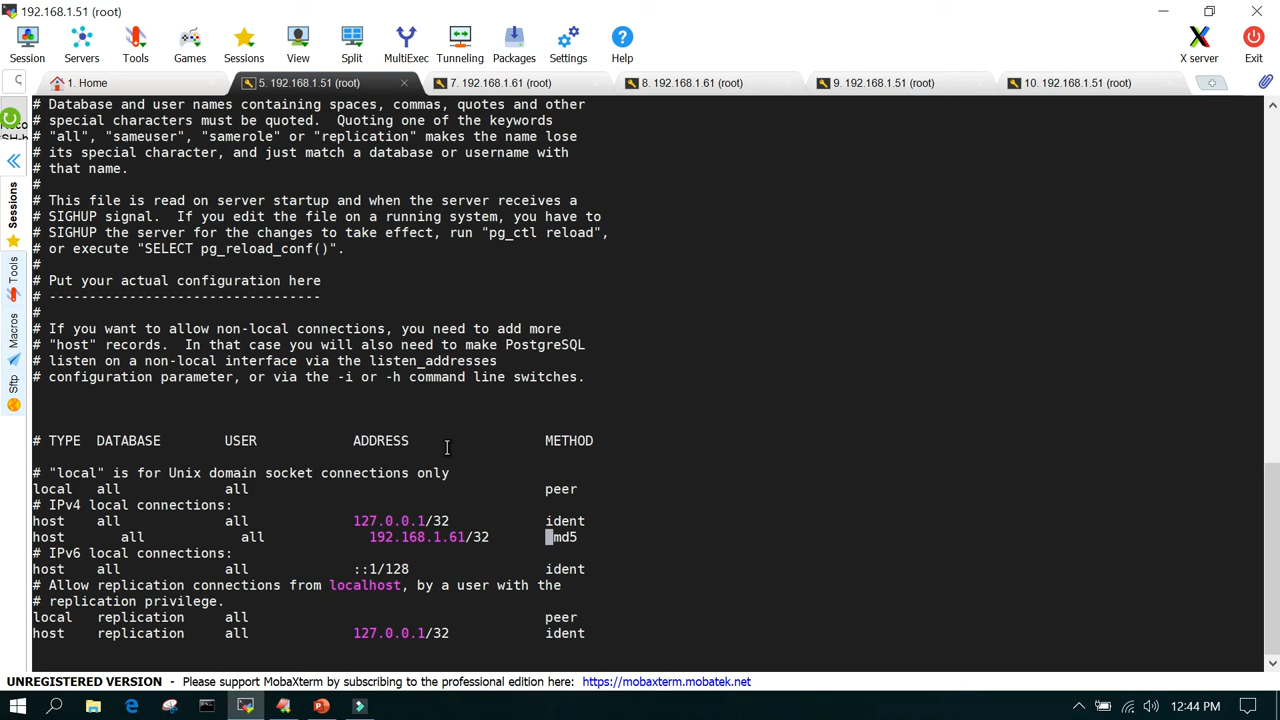 192.168.1.51 (root)
Session Servers Tools Games Sessions View Split MultiExec Tunneling Packages Settings Help X server Exit
1. Home 5. 192.168.1.51 (root) 7. 192.168.1.61 (root) 8. 192.168.1.61 (root) 9. 192.168.1.51 (root) 10. 192.168.1.51 (root)
# Database and user names containing spaces, commas, quotes and other
# special characters must be quoted.  Quoting one of the keywords
# "all", "sameuser", "samerole" or "replication" makes the name lose
# its special character, and just match a database or username with
# that name.
#
# This file is read on server startup and when the server receives a
# SIGHUP signal.  If you edit the file on a running system, you have to
# SIGHUP the server for the changes to take effect, run "pg_ctl reload",
# or execute "SELECT pg_reload_conf()".
#
# Put your actual configuration here
# ----------------------------------
#
# If you want to allow non-local connections, you need to add more
# "host" records.  In that case you will also need to make PostgreSQL
# listen on a non-local interface via the listen_addresses
# configuration parameter, or via the -i or -h command line switches.
# TYPE  DATABASE        USER            ADDRESS                 METHOD
# "local" is for Unix domain socket connections only
local   all             all                                     peer
# IPv4 local connections:
host    all             all             127.0.0.1/32            ident
host       all            all             192.168.1.61/32       md5
# IPv6 local connections:
host    all             all             ::1/128                 ident
# Allow replication connections from localhost, by a user with the
# replication privilege.
local   replication     all                                     peer
host    replication     all             127.0.0.1/32            ident
Sessions
Tools
Macros
Sftp
UNREGISTERED VERSION - Please support MobaXterm by subscribing to the professional edition here: https://mobaxterm.mobatek.net
12:44 PM